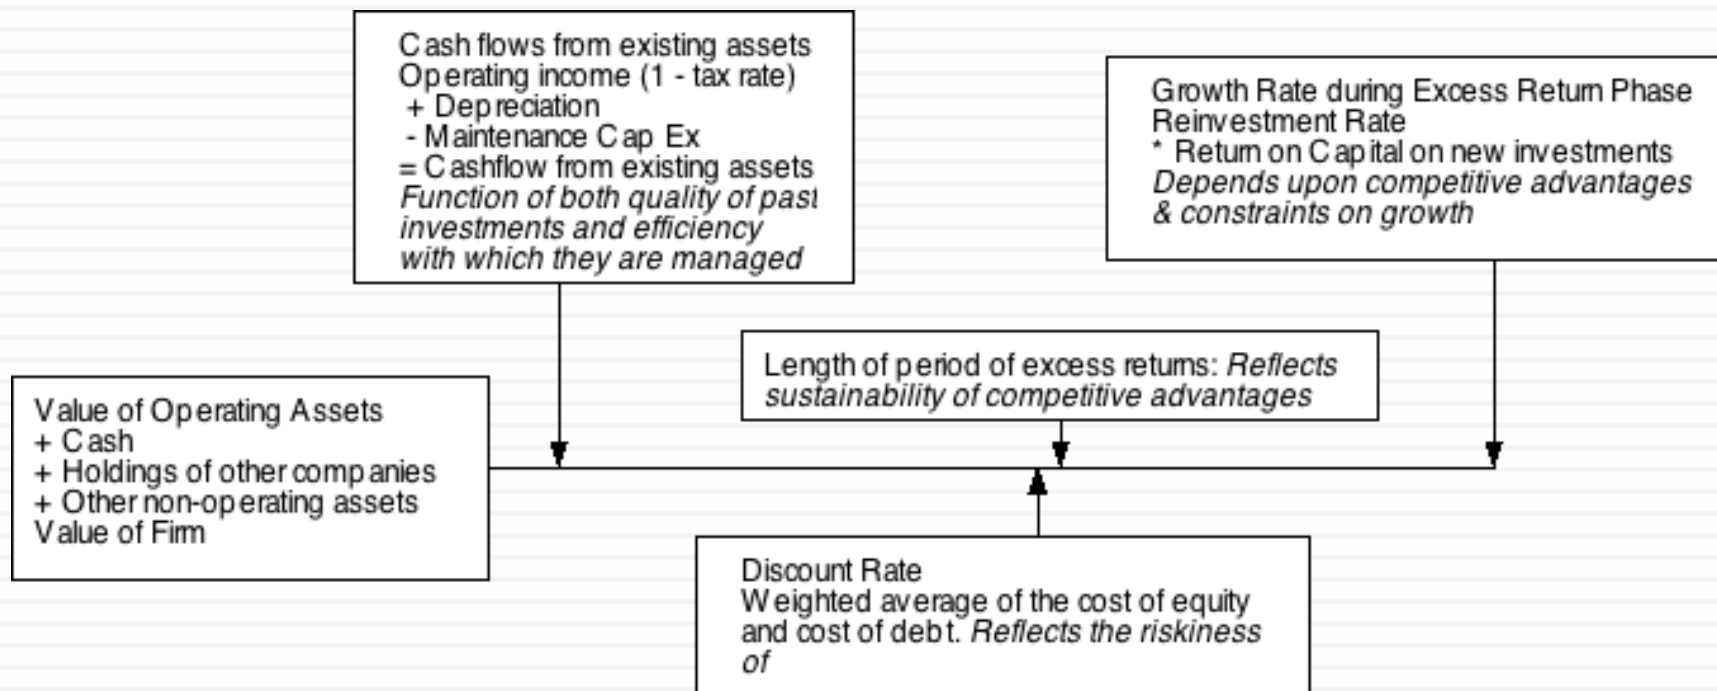 Cash flows from existing assets
Operating income (1 - tax rate)
+ Depreciation
- Maintenance Cap Ex
= Cashflow from existing assets
Function of both quality of past
investments and efficiency
with which they are managed
Growth Rate during Excess Return Phase
Reinvestment Rate
* Return on Capital on new investments
Depends upon competitive advantages
& constraints on growth
Length of period of excess returns: Reflects
sustainability of competitive advantages
Value of Operating Assets
+ Cash
+ Holdings of other companies
+ Other non-operating assets
Value of Firm
Discount Rate
Weighted average of the cost of equity
and cost of debt. Reflects the riskiness
of